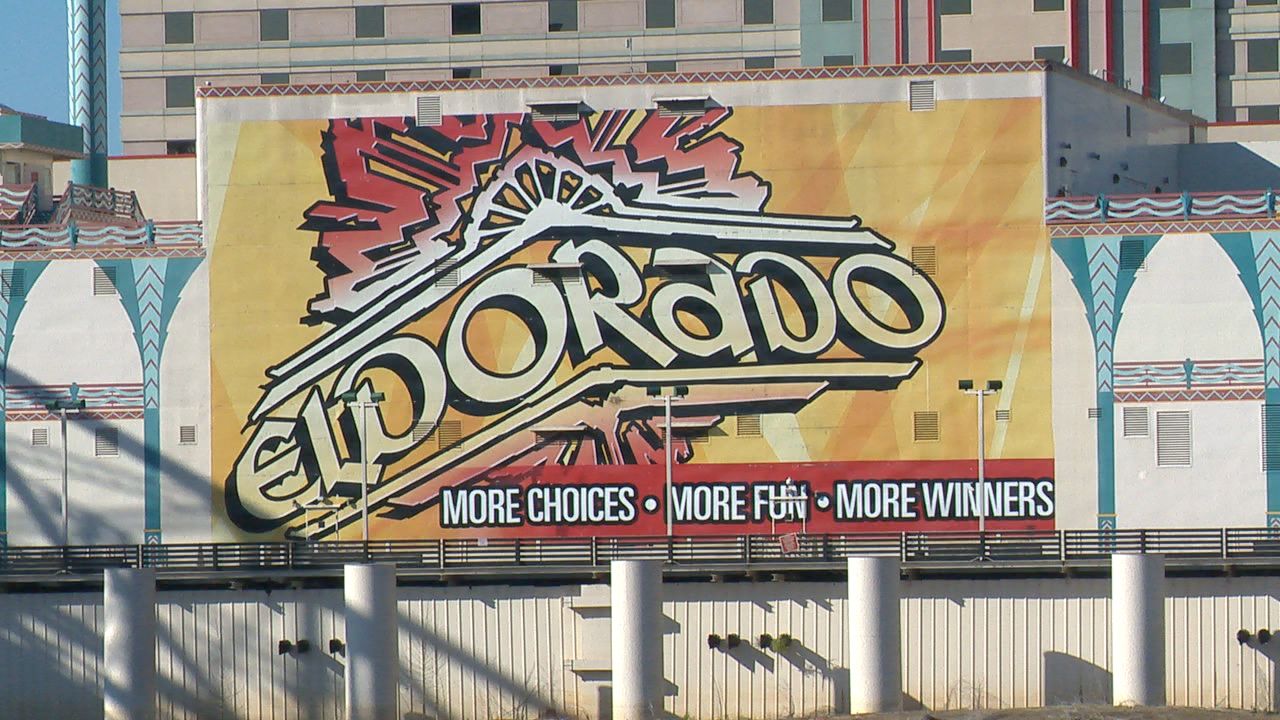 ELDORADO
MORE CHOICES • MORE FUN • MORE WINNERS